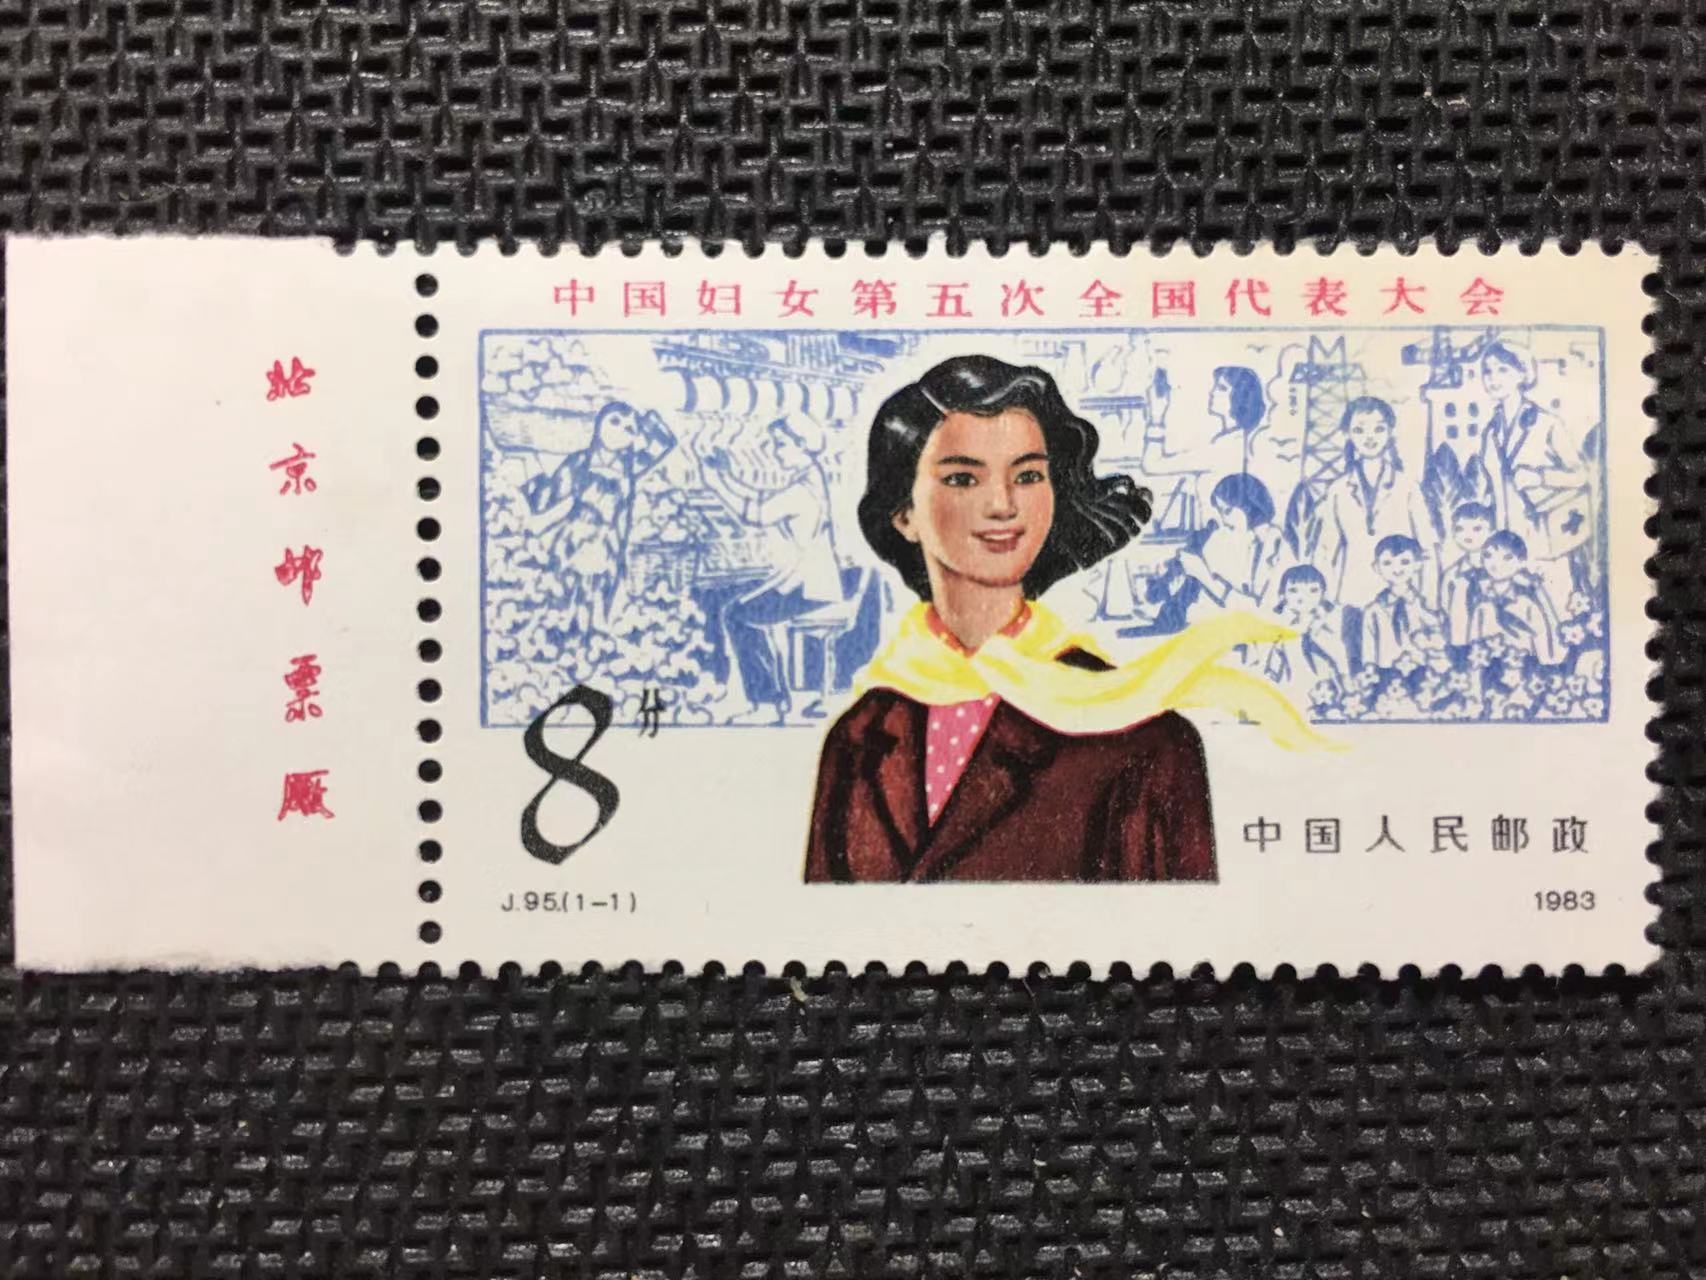 中国妇女第五次全国代表大会
北京邮票厰
8分
中国人民邮政
J.95.(1-1)
1983